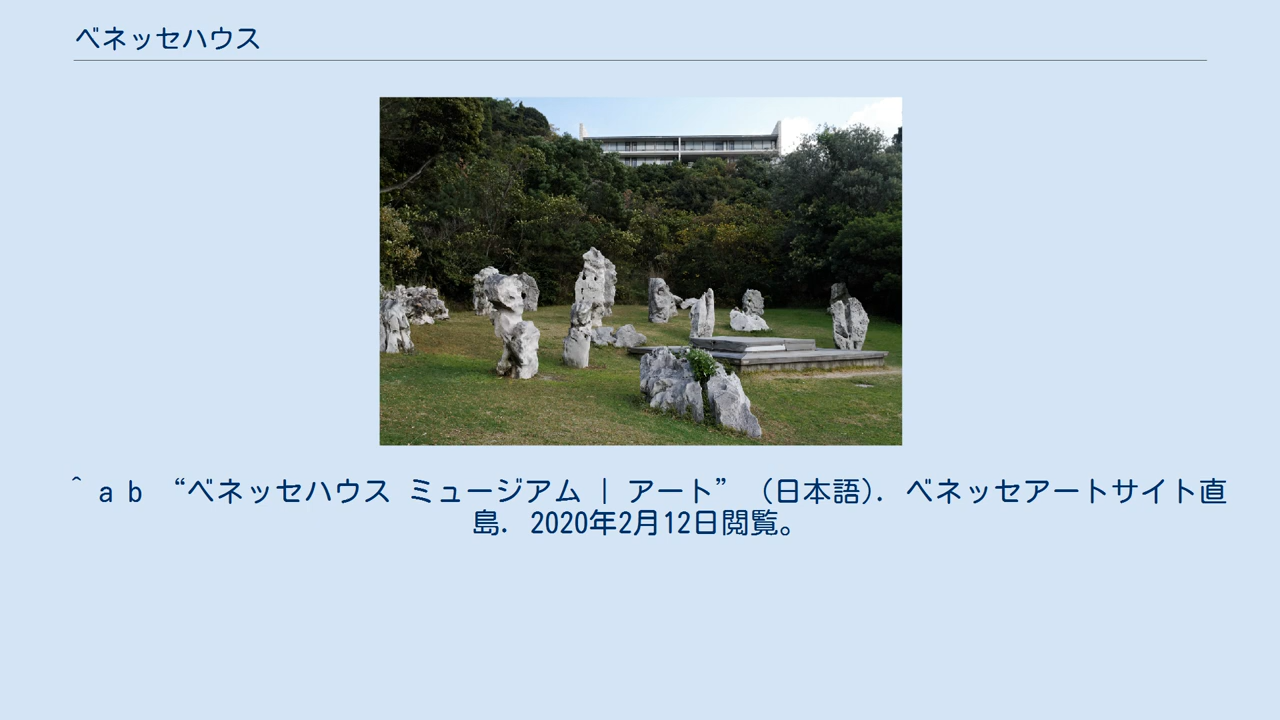 ベネッセハウス
^ a b “ベネッセハウス ミュージアム | アート” (日本語). ベネッセアートサイト直
島. 2020年2月12日閲覧。